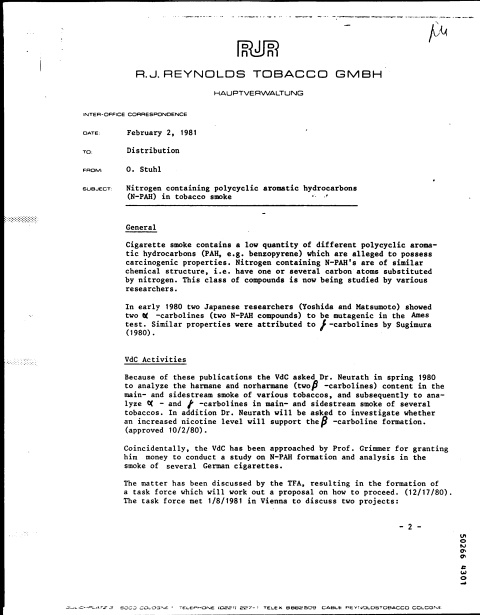 RJR
R.J. REYNOLDS TOBACCO GMBH
HAUPTVERWALTUNG
INTER-OFFICE CORRESPONDENCE
DATE: February 2, 1981
TO: Distribution
FROM: O. Stuhl
SUBJECT: Nitrogen containing polycyclic aromatic hydrocarbons
(N-PAH) in tobacco smoke
General
Cigarette smoke contains a low quantity of different polycyclic aroma-
tic hydrocarbons (PAH, e.g. benzopyrene) which are alleged to possess
carcinogenic properties. Nitrogen containing N-PAH's are of similar
chemical structure, i.e. have one or several carbon atoms substituted
by nitrogen. This class of compounds is now being studied by various
researchers.
In early 1980 two Japanese researchers (Yoshida and Matsumoto) showed
two α -carbolines (two N-PAH compounds) to be mutagenic in the Ames
test. Similar properties were attributed to γ-carbolines by Sugimura
(1980).
VdC Activities
Because of these publications the VdC asked Dr. Neurath in spring 1980
to analyze the harmane and norharmane (two β -carbolines) content in the
main- and sidestream smoke of various tobaccos, and subsequently to ana-
lyze α - and γ -carbolines in main- and sidestream smoke of several
tobaccos. In addition Dr. Neurath will be asked to investigate whether
an increased nicotine level will support the β -carboline formation.
(approved 10/2/80).
Coincidentally, the VdC has been approached by Prof. Grimmer for granting
him money to conduct a study on N-PAH formation and analysis in the
smoke of several German cigarettes.
The matter has been discussed by the TFA, resulting in the formation of
a task force which will work out a proposal on how to proceed. (12/17/80).
The task force met 1/8/1981 in Vienna to discuss two projects:
- 2 -
50266 4301
5000 COLOGNE 1 TELEPHONE (0221) 227-1 TELEX 8882509 CABLE REYNOLDSTOBACCO COLOGNE